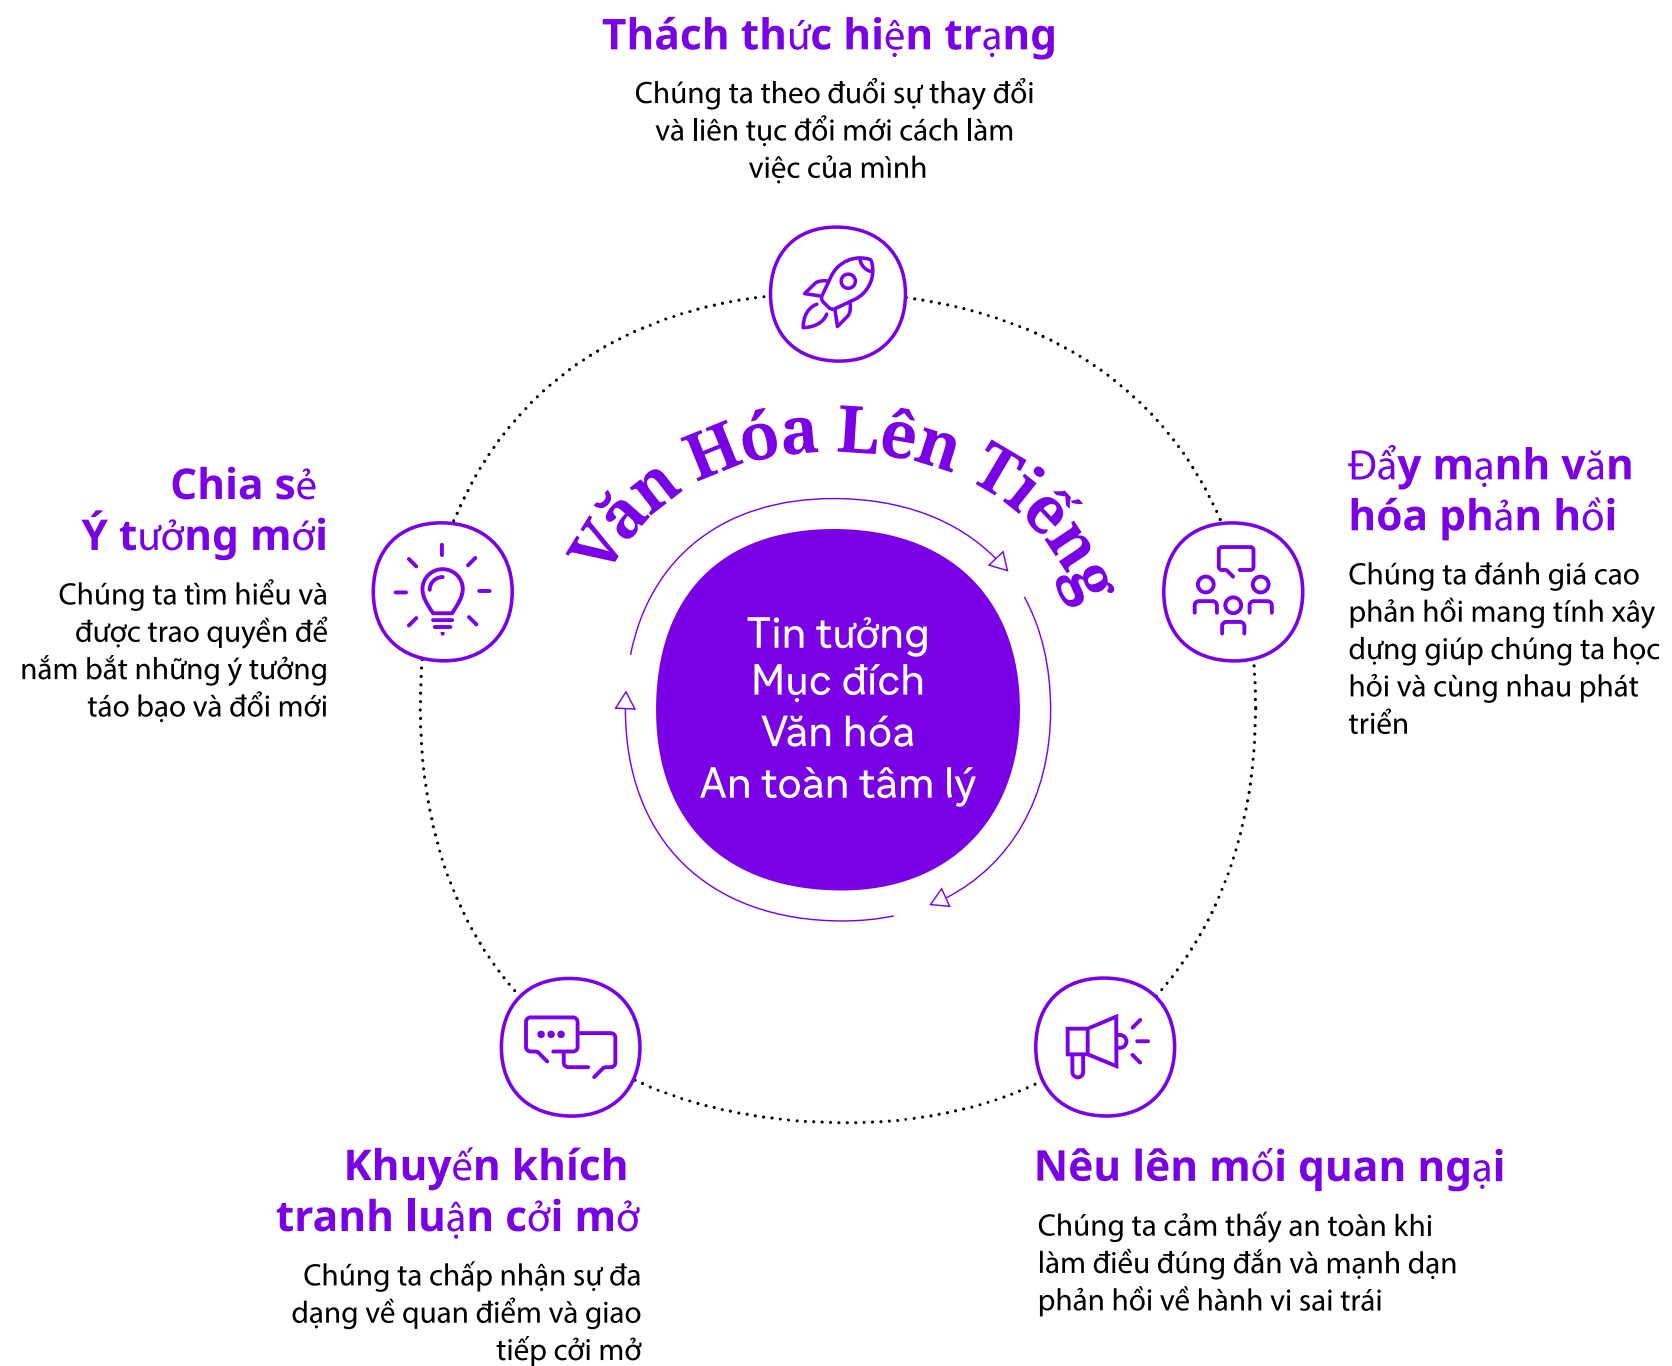 Thách thức hiện trạng
Chúng ta theo đuổi sự thay đổi
và liên tục đổi mới cách làm
việc của mình
Văn Hóa Lên Tiếng
Chia sẻ
Ý tưởng mới
Chúng ta tìm hiểu và
được trao quyền để
nắm bắt những ý tưởng
táo bạo và đổi mới
Đẩy mạnh văn
hóa phản hồi
Chúng ta đánh giá cao
phản hồi mang tính xây
dựng giúp chúng ta học
hỏi và cùng nhau phát
triển
Tin tưởng
Mục đích
Văn hóa
An toàn tâm lý
Khuyến khích
tranh luận cởi mở
Chúng ta chấp nhận sự đa
dạng về quan điểm và giao
tiếp cởi mở
Nêu lên mối quan ngại
Chúng ta cảm thấy an toàn khi
làm điều đúng đắn và mạnh dạn
phản hồi về hành vi sai trái